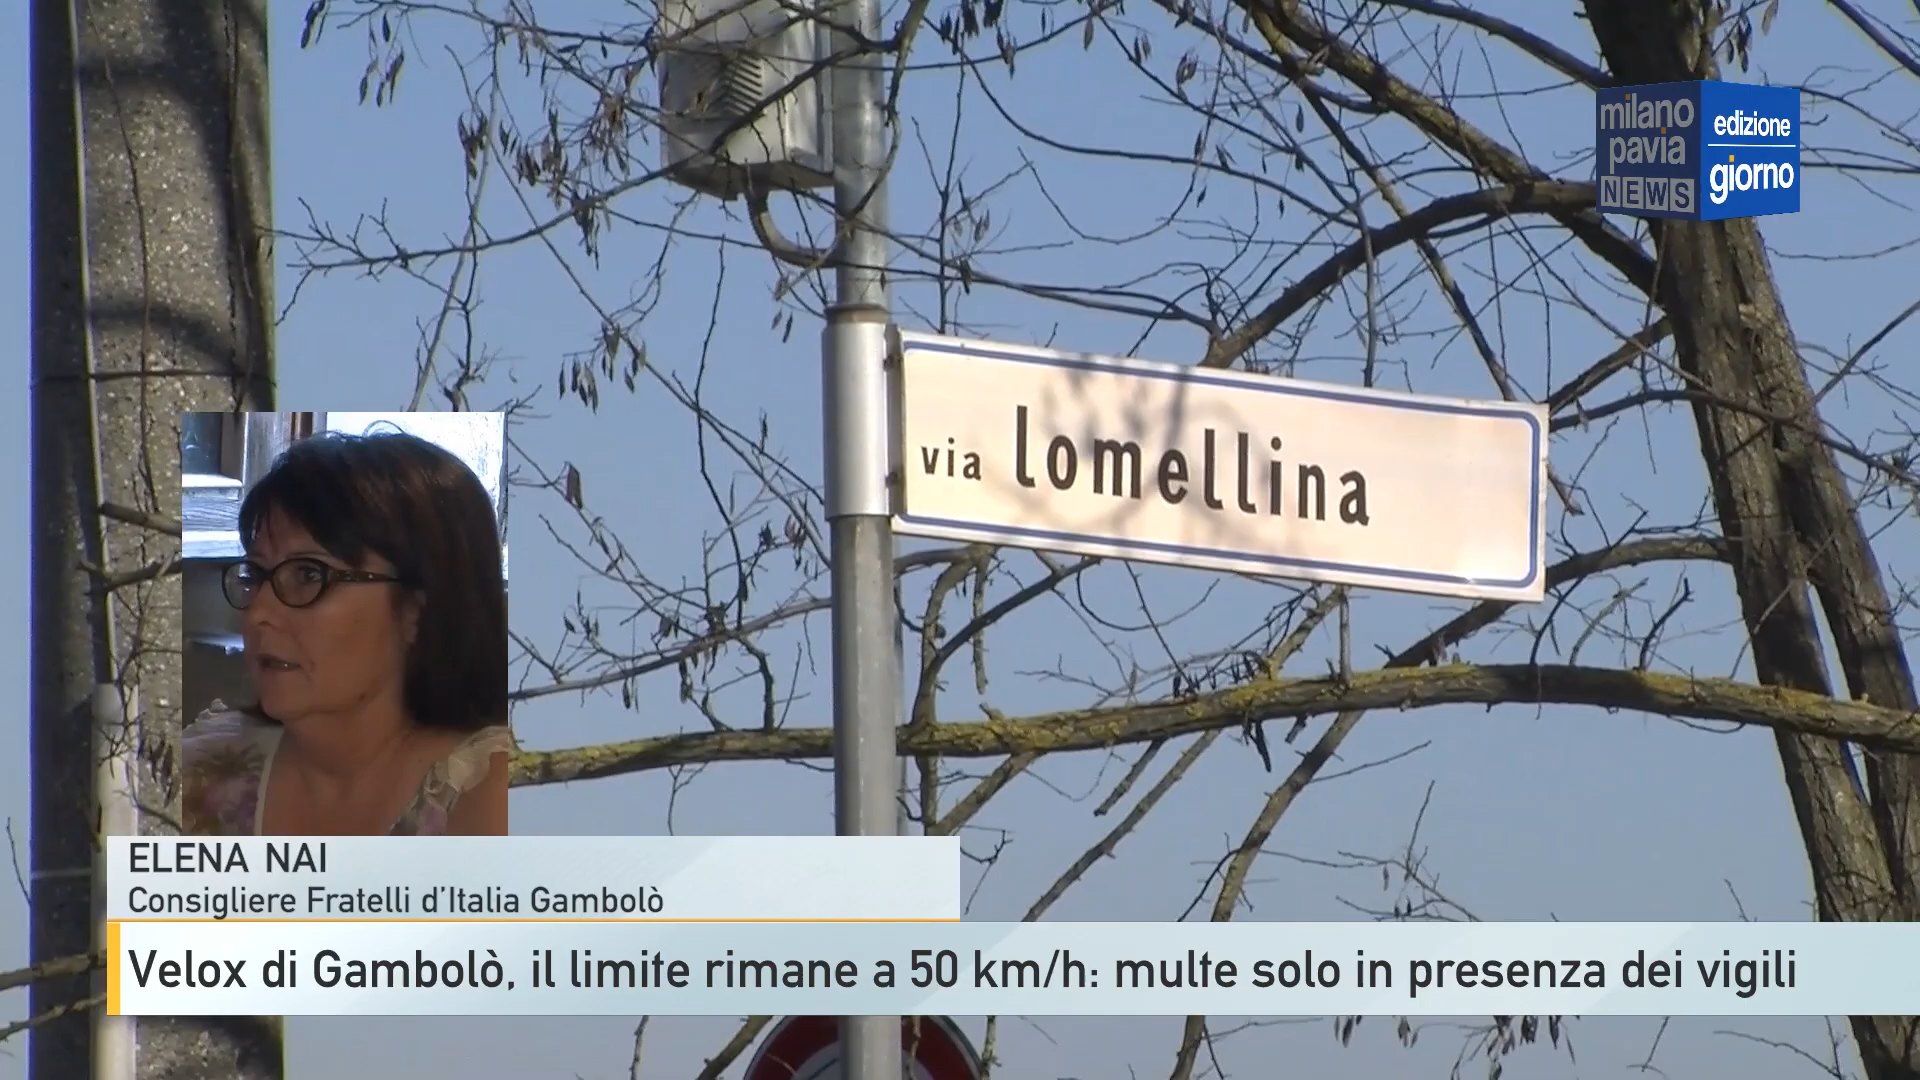 milano
pavia
NEWS
edizione
giorno
via lomellina
ELENA NAI
Consigliere Fratelli d'Italia Gambolò
Velox di Gambolò, il limite rimane a 50 km/h: multe solo in presenza dei vigili